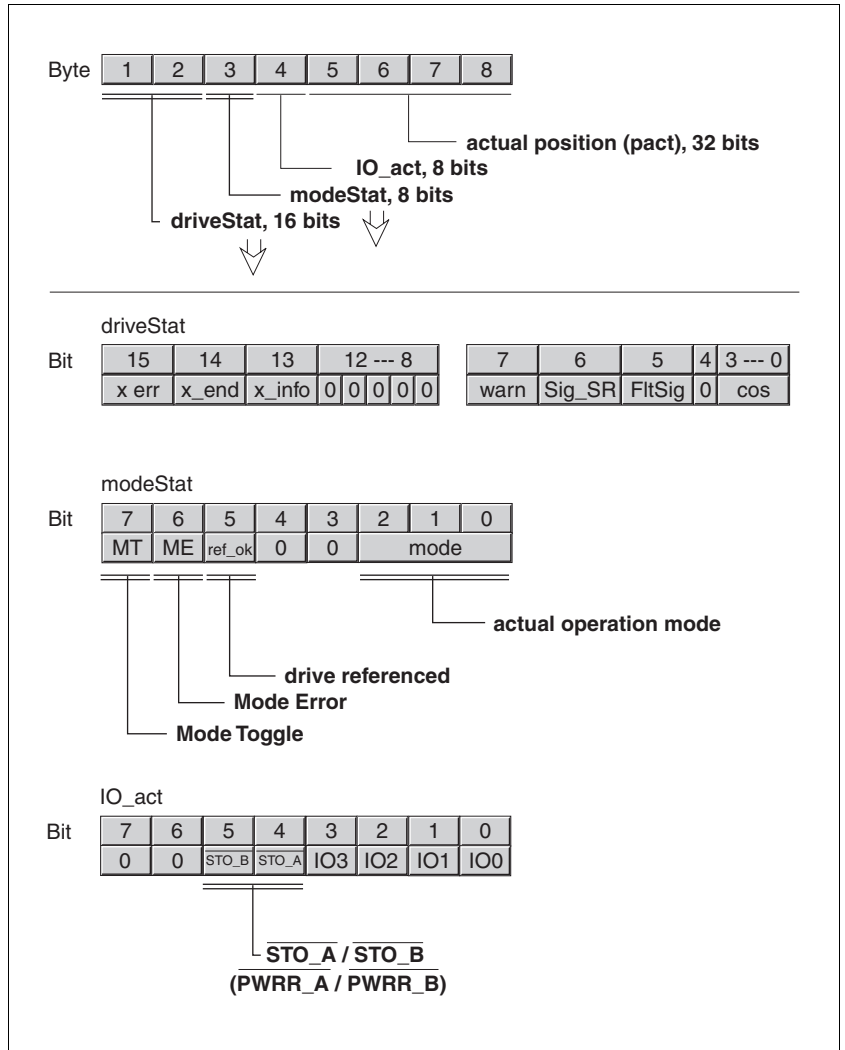 Byte 1 2 3 4 5 6 7 8
actual position (pact), 32 bits
IO_act, 8 bits
modeStat, 8 bits
driveStat, 16 bits
driveStat
Bit 15 14 13 12 --- 8 7 6 5 4 3 --- 0
x err x_end x_info 0 0 0 0 0 warn Sig_SR FltSig 0 cos
modeStat
Bit 7 6 5 4 3 2 1 0
MT ME ref_ok 0 0 mode
actual operation mode
drive referenced
Mode Error
Mode Toggle
IO_act
Bit 7 6 5 4 3 2 1 0
0 0 STO_B STO_A IO3 IO2 IO1 IO0
STO_A / STO_B
(PWRR_A / PWRR_B)